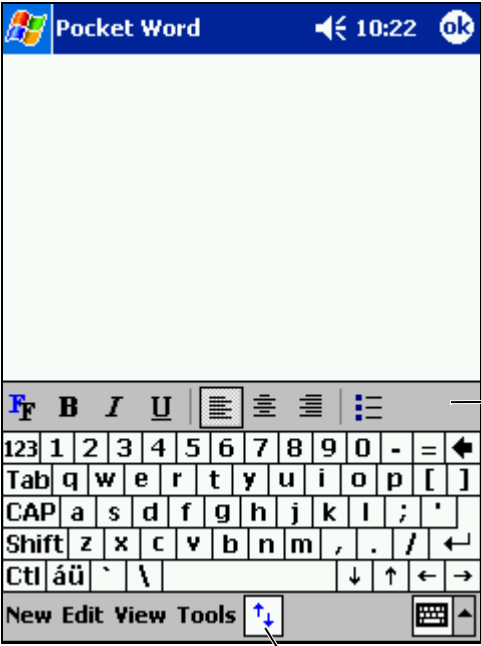 Pocket Word 10:22 ok
FF B I U
123 1 2 3 4 5 6 7 8 9 0 - =
Tab q w e r t y u i o p [ ]
CAP a s d f g h j k l ; '
Shift z x c v b n m , . /
Ctl áü ` \ ↓ ↑ ← →
New Edit View Tools